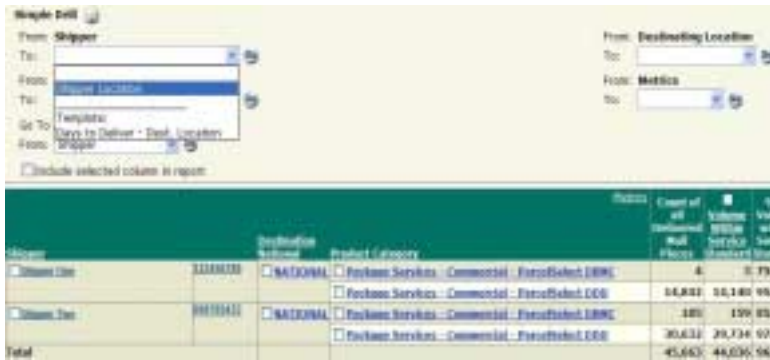 Simple Drill
From: Shipper
To:
From: Destinating Location
To:
From:
Shipper Location
To:
From: Metrics
To:
Template
Days to Deliver - Dest. Location
Go To
From: Shipper
Include selected column in report
Metrics
Shipper
Destination National
Product Category
Count of all Delivered Mail Pieces
Volume Within Service Standard
Shipper One NATIONAL Package Services - Commercial - ParcelSelect DBMC 4 3
Package Services - Commercial - ParcelSelect DDU 14,842 14,140
Shipper Two NATIONAL Package Services - Commercial - ParcelSelect DBMC 185 159
Package Services - Commercial - ParcelSelect DDU 30,632 29,734
Total 45,663 44,036